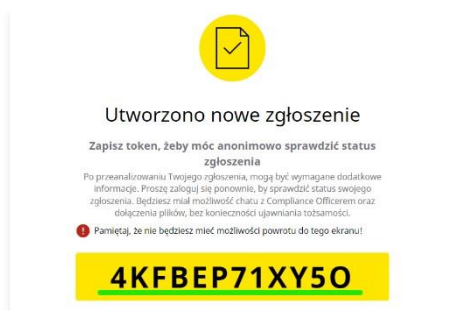 Utworzono nowe zgłoszenie
Zapisz token, żeby móc anonimowo sprawdzić status
zgłoszenia
Po przeanalizowaniu Twojego zgłoszenia, mogą być wymagane dodatkowe
informacje. Proszę zaloguj się ponownie, by sprawdzić status swojego
zgłoszenia. Będziesz miał możliwość chatu z Compliance Officerem oraz
dołączenia plików, bez konieczności ujawniania tożsamości.
! Pamiętaj, że nie będziesz mieć możliwości powrotu do tego ekranu!
4KFBEP71XY5O